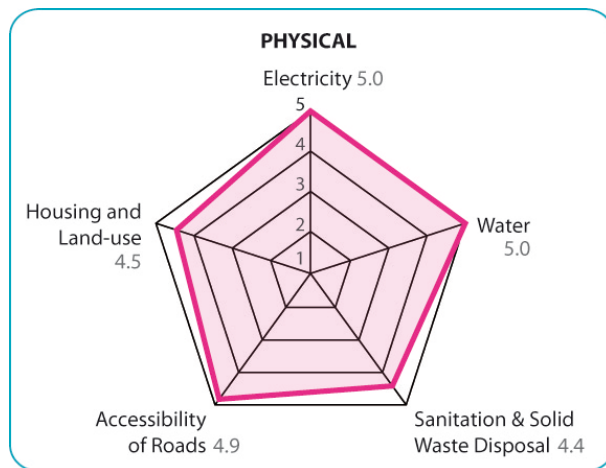 PHYSICAL
Electricity 5.0
5
4
3
2
1
Housing and
Land-use
4.5
Water
5.0
Accessibility
of Roads 4.9
Sanitation & Solid
Waste Disposal 4.4